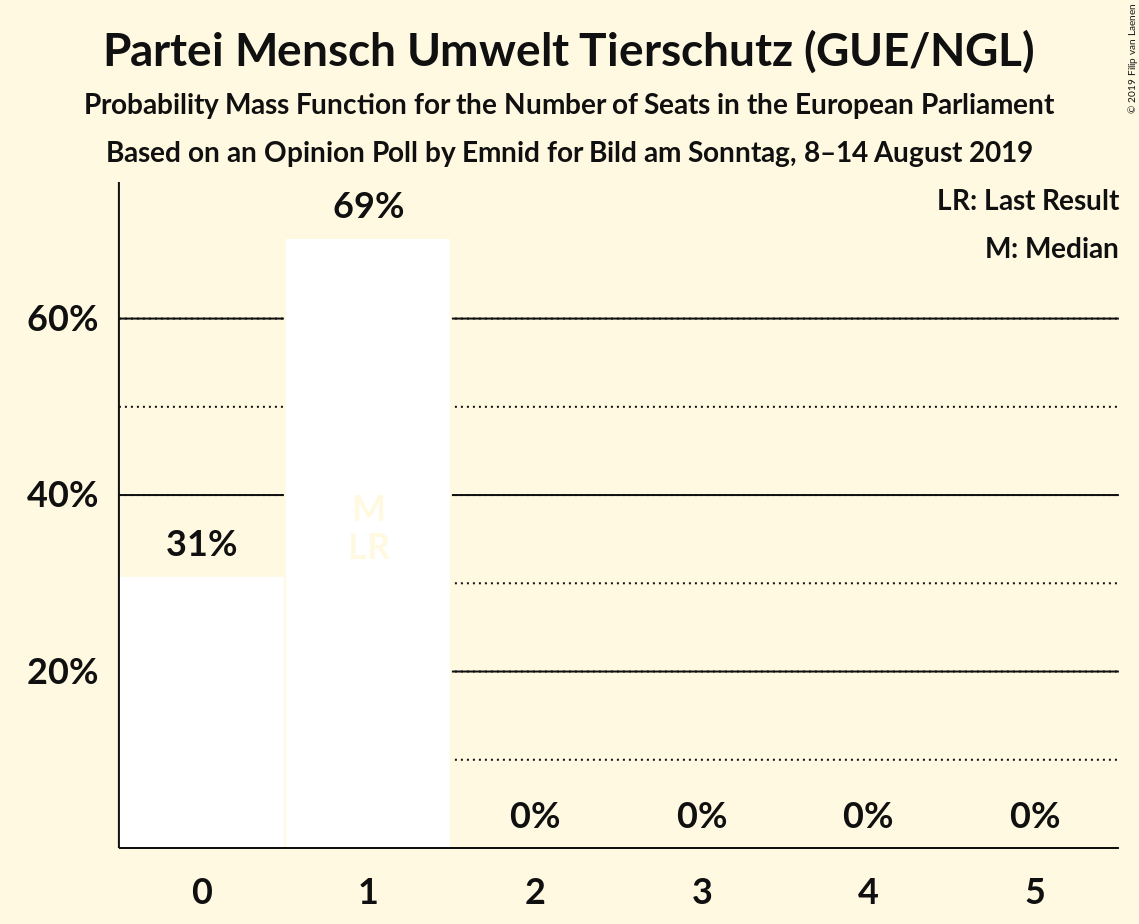 Partei Mensch Umwelt Tierschutz (GUE/NGL)
Probability Mass Function for the Number of Seats in the European Parliament
Based on an Opinion Poll by Emnid for Bild am Sonntag, 8–14 August 2019
© 2019 Filip van Laenen
LR: Last Result
M: Median
69%
60%
40%
M
LR
31%
20%
0% 0% 0% 0%
0 1 2 3 4 5